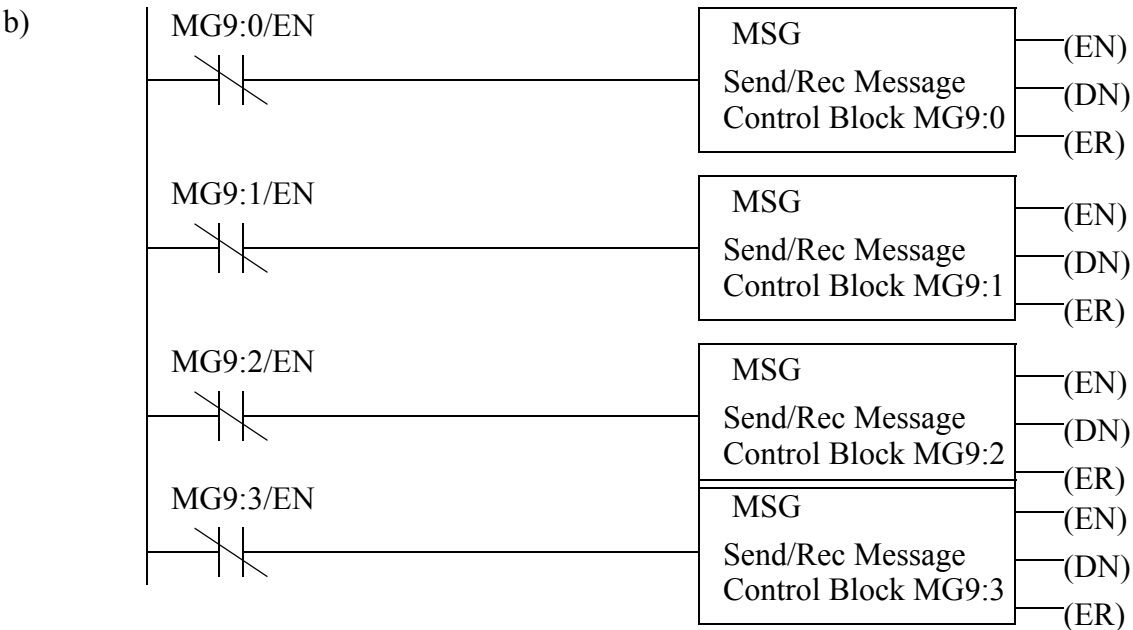 b)
MG9:0/EN
MSG
Send/Rec Message
Control Block MG9:0
(EN)
(DN)
(ER)
MG9:1/EN
MSG
Send/Rec Message
Control Block MG9:1
(EN)
(DN)
(ER)
MG9:2/EN
MSG
Send/Rec Message
Control Block MG9:2
(EN)
(DN)
(ER)
MG9:3/EN
MSG
Send/Rec Message
Control Block MG9:3
(EN)
(DN)
(ER)